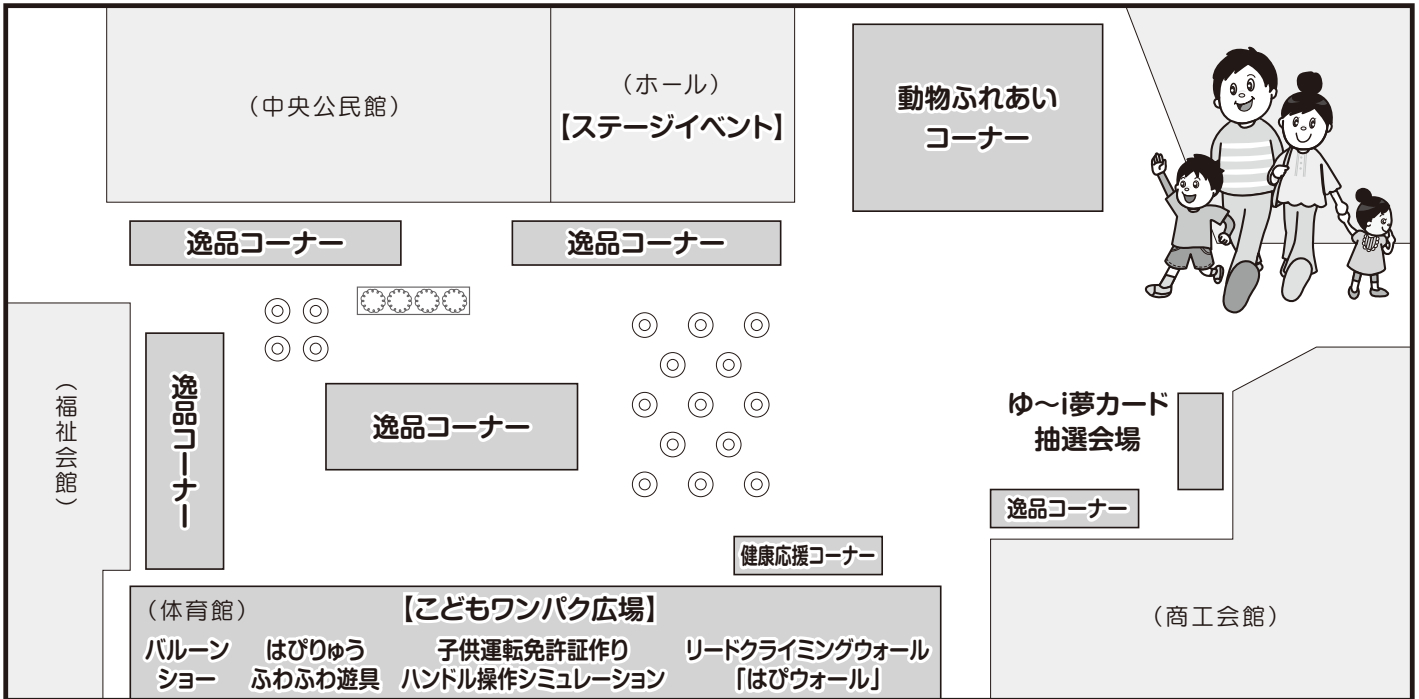 （中央公民館）
（ホール）
【ステージイベント】
動物ふれあい
コーナー
逸品コーナー
逸品コーナー
（福祉会館）
逸品コーナー
逸品コーナー
ゆ～i夢カード
抽選会場
逸品コーナー
健康応援コーナー
（体育館）
【こどもワンパク広場】
バルーン
ショー
はぴりゅう
ふわふわ遊具
子供運転免許証作り
ハンドル操作シミュレーション
リードクライミングウォール
「はぴウォール」
（商工会館）